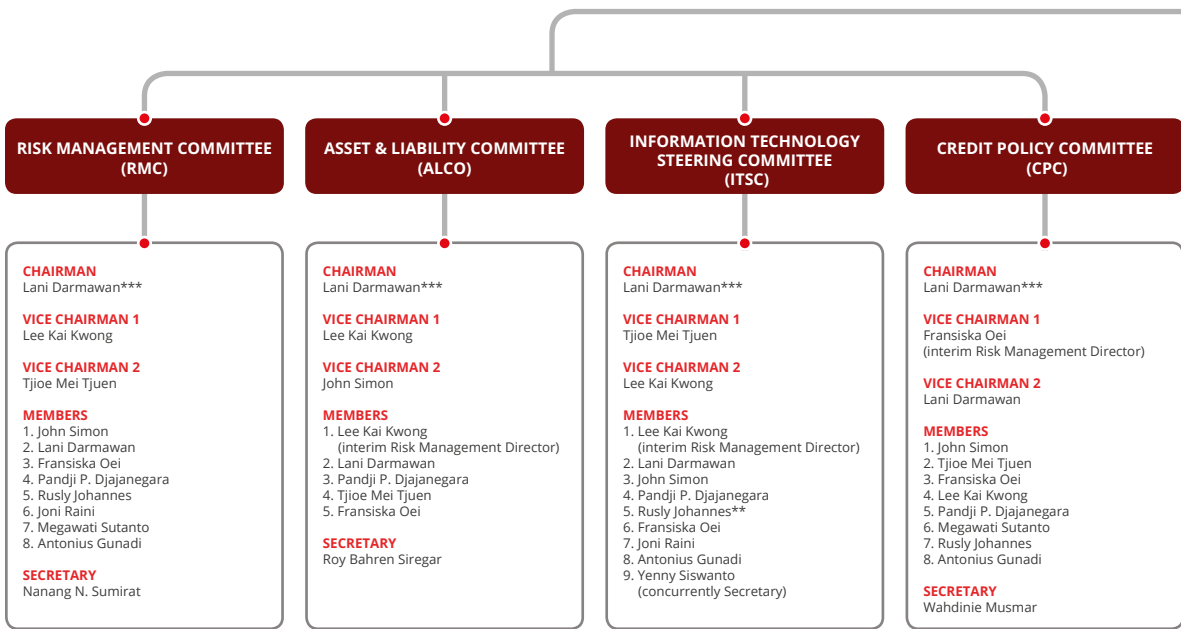 RISK MANAGEMENT COMMITTEE
(RMC)
CHAIRMAN
Lani Darmawan***
VICE CHAIRMAN 1
Lee Kai Kwong
VICE CHAIRMAN 2
Tjioe Mei Tjuen
MEMBERS
1. John Simon
2. Lani Darmawan
3. Fransiska Oei
4. Pandji P. Djajanegara
5. Rusly Johannes
6. Joni Raini
7. Megawati Sutanto
8. Antonius Gunadi
SECRETARY
Nanang N. Sumirat
ASSET & LIABILITY COMMITTEE
(ALCO)
CHAIRMAN
Lani Darmawan***
VICE CHAIRMAN 1
Lee Kai Kwong
VICE CHAIRMAN 2
John Simon
MEMBERS
1. Lee Kai Kwong
(interim Risk Management Director)
2. Lani Darmawan
3. Pandji P. Djajanegara
4. Tjioe Mei Tjuen
5. Fransiska Oei
SECRETARY
Roy Bahren Siregar
INFORMATION TECHNOLOGY
STEERING COMMITTEE
(ITSC)
CHAIRMAN
Lani Darmawan***
VICE CHAIRMAN 1
Tjioe Mei Tjuen
VICE CHAIRMAN 2
Lee Kai Kwong
MEMBERS
1. Lee Kai Kwong
(interim Risk Management Director)
2. Lani Darmawan
3. John Simon
4. Pandji P. Djajanegara
5. Rusly Johannes**
6. Fransiska Oei
7. Joni Raini
8. Antonius Gunadi
9. Yenny Siswanto
(concurrently Secretary)
CREDIT POLICY COMMITTEE
(CPC)
CHAIRMAN
Lani Darmawan***
VICE CHAIRMAN 1
Fransiska Oei
(interim Risk Management Director)
VICE CHAIRMAN 2
Lani Darmawan
MEMBERS
1. John Simon
2. Tjioe Mei Tjuen
3. Fransiska Oei
4. Lee Kai Kwong
5. Pandji P. Djajanegara
6. Megawati Sutanto
7. Rusly Johannes
8. Antonius Gunadi
SECRETARY
Wahdinie Musmar